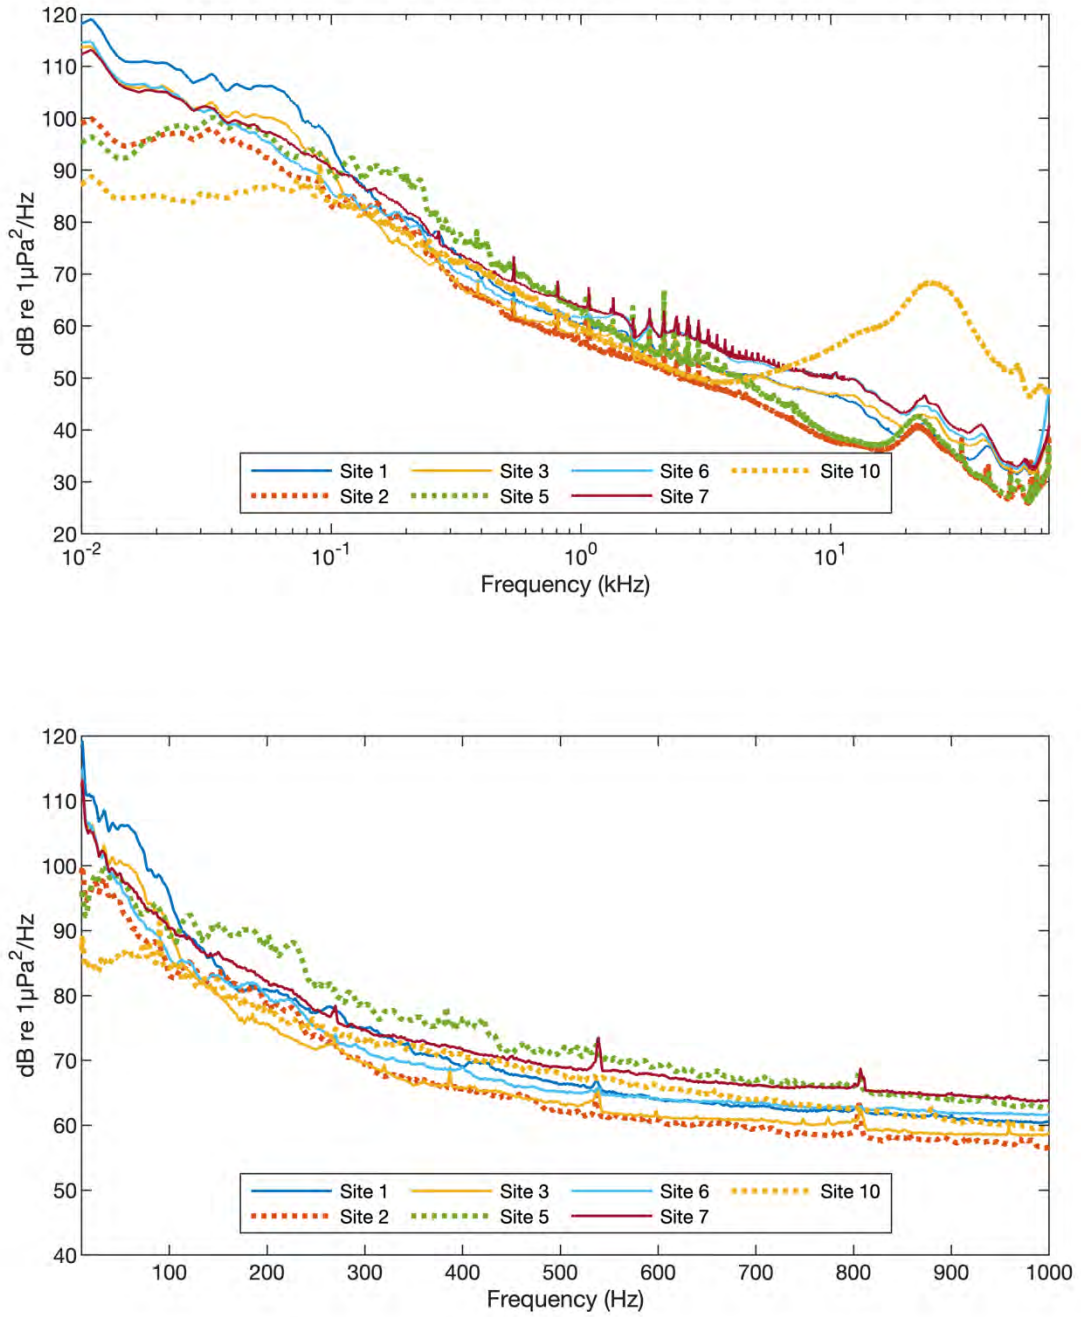 120
110
100
90
80
70
60
50
40
30
20
dB re 1µPa²/Hz
Site 1 Site 3 Site 6 Site 10
Site 2 Site 5 Site 7
10⁻² 10⁻¹ 10⁰ 10¹
Frequency (kHz)
120
110
100
90
80
70
60
50
40
dB re 1µPa²/Hz
Site 1 Site 3 Site 6 Site 10
Site 2 Site 5 Site 7
100 200 300 400 500 600 700 800 900 1000
Frequency (Hz)